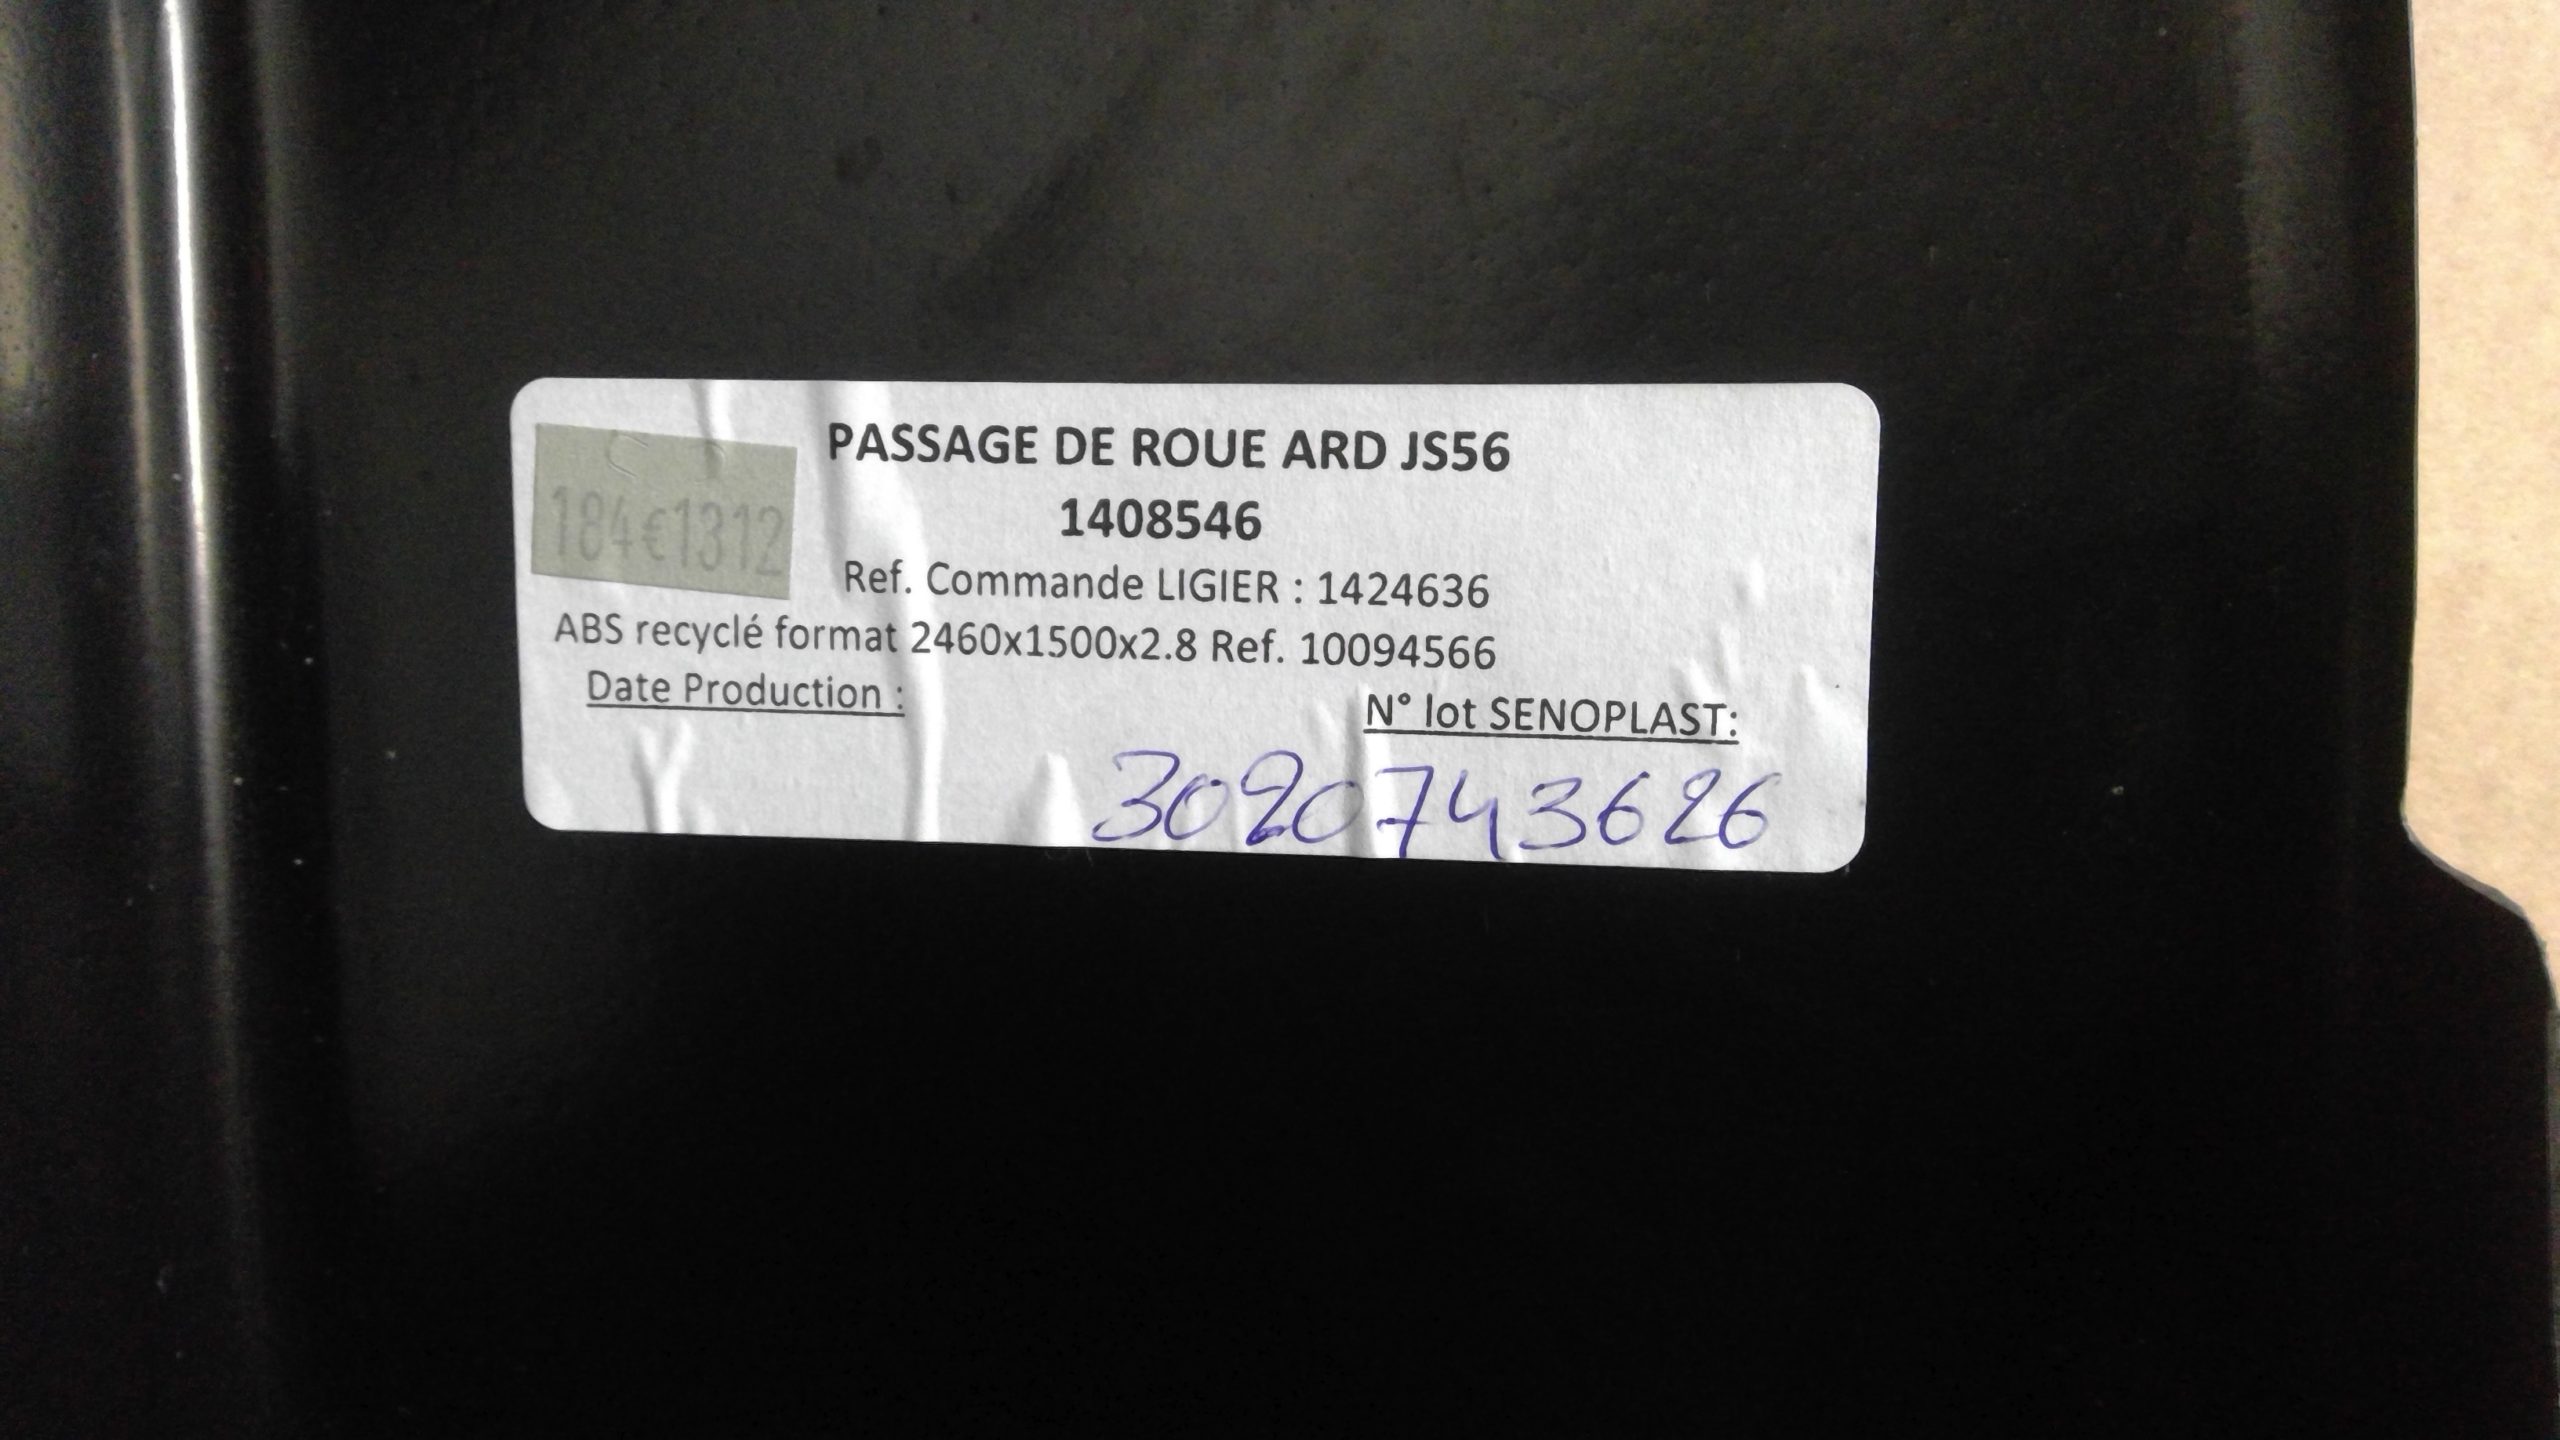 PASSAGE DE ROUE ARD JS56
184€1312
1408546
Ref. Commande LIGIER : 1424636
ABS recyclé format 2460x1500x2.8 Ref. 10094566
Date Production :
N° lot SENOPLAST:
3020743626